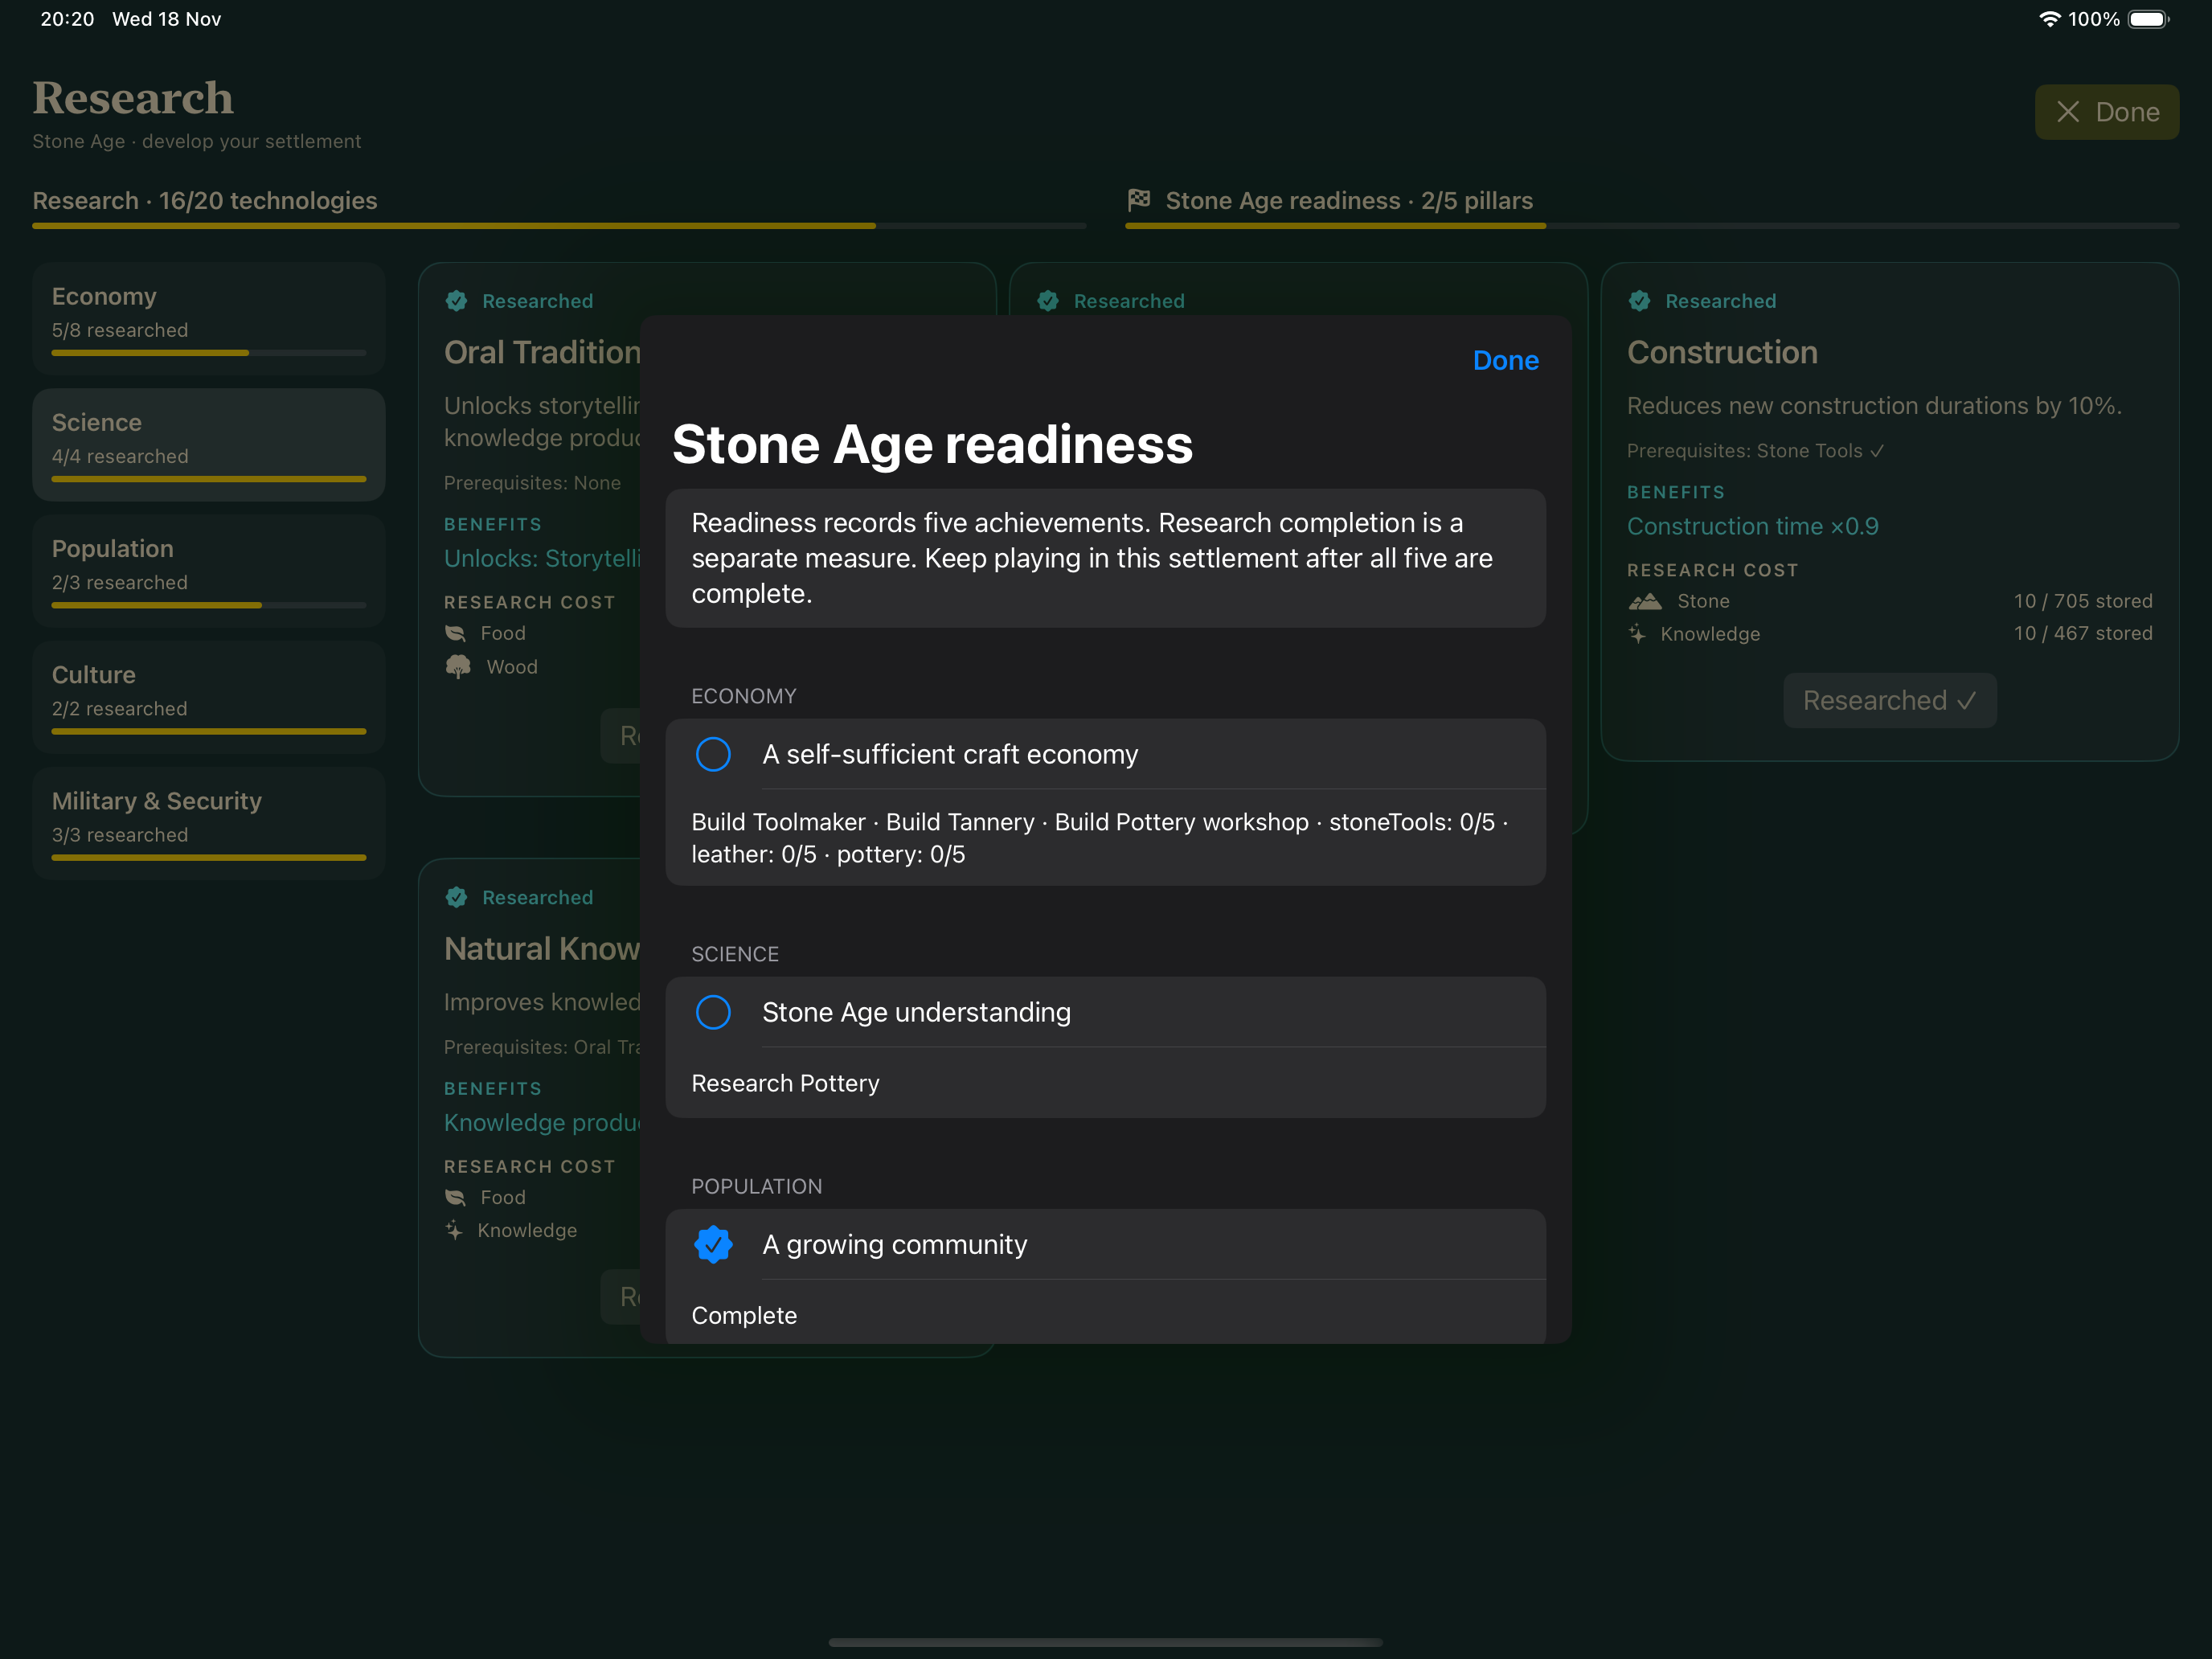 20:20 Wed 18 Nov
100%
Research
Stone Age · develop your settlement
Done
Research · 16/20 technologies
Stone Age readiness · 2/5 pillars
Economy
5/8 researched
Science
4/4 researched
Population
2/3 researched
Culture
2/2 researched
Military & Security
3/3 researched
Researched
Oral Tradition
Unlocks
knowledge
Prerequisites: None
BENEFITS
Unlocks:
RESEARCH COST
Food
Wood
Researched
Researched
Construction
Reduces new construction durations by 10%.
Prerequisites: Stone Tools ✓
BENEFITS
Construction time ×0.9
RESEARCH COST
Stone 10 / 705 stored
Knowledge 10 / 467 stored
Researched ✓
Researched
Natural
Improves
Prerequisites: Oral
BENEFITS
Knowledge
RESEARCH COST
Food
Knowledge
Done
Stone Age readiness
Readiness records five achievements. Research completion is a
separate measure. Keep playing in this settlement after all five are
complete.
ECONOMY
A self-sufficient craft economy
Build Toolmaker · Build Tannery · Build Pottery workshop · stoneTools: 0/5 ·
leather: 0/5 · pottery: 0/5
SCIENCE
Stone Age understanding
Research Pottery
POPULATION
A growing community
Complete